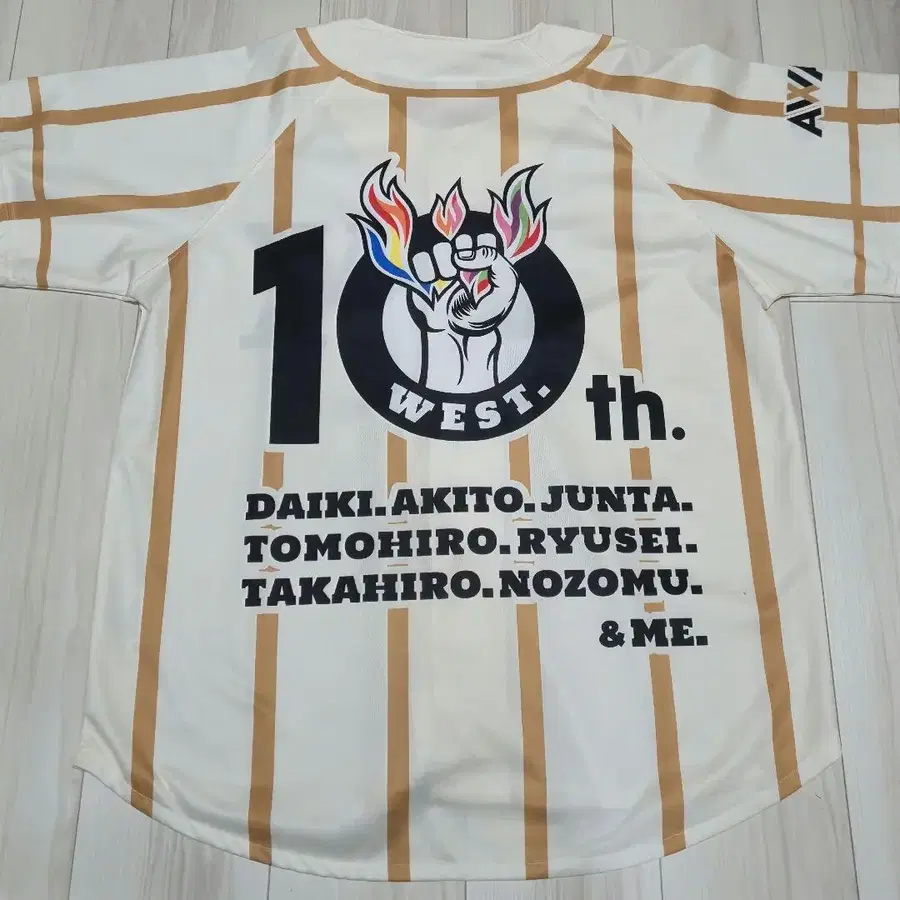 10th.
WEST.
DAIKI.AKITO.JUNTA.
TOMOHIRO.RYUSEI.
TAKAHIRO.NOZOMU.
&ME.